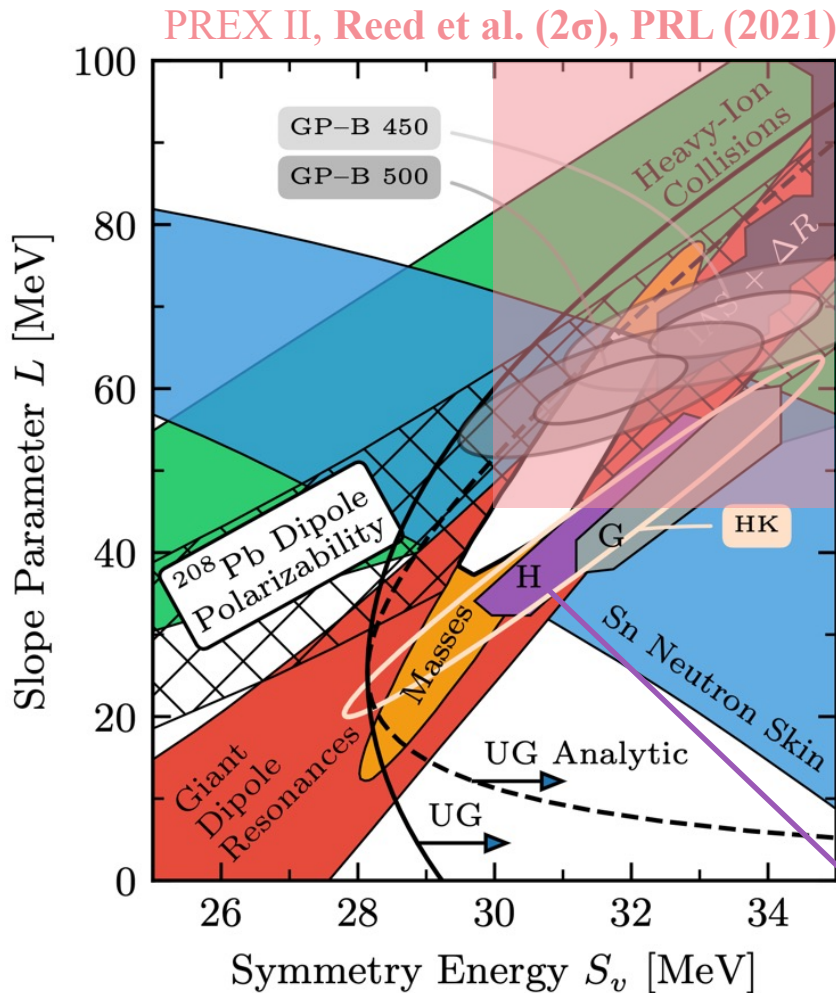 PREX II, Reed et al. (2σ), PRL (2021)
100
80
60
40
20
0
Slope Parameter L [MeV]
GP–B 450
GP–B 500
Heavy-Ion
Collisions
IAS × ΔR
208Pb Dipole
Polarizability
HK
G
H
Masses
Sn Neutron Skin
Giant
Dipole
Resonances
UG Analytic
UG
26 28 30 32 34
Symmetry Energy Sv [MeV]